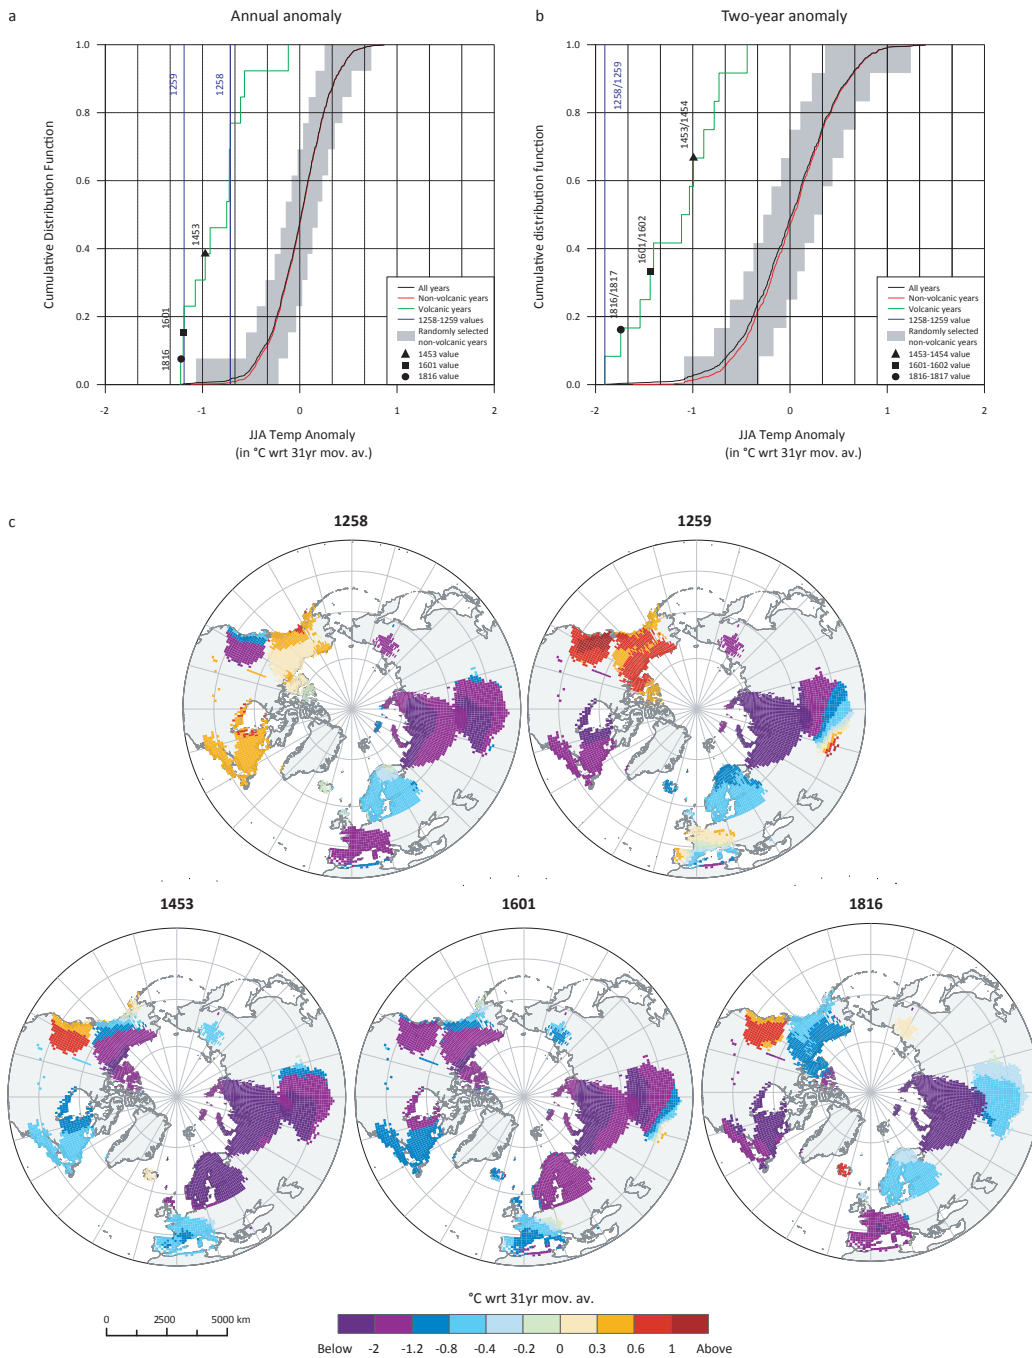 a
Annual anomaly
1.0
0.8
0.6
0.4
0.2
0.0
Cumulative Distribution Function
1259
1258
1453
1601
1816
All years
Non-volcanic years
Volcanic years
1258-1259 values
Randomly selected
non-volcanic years
1453 value
1601 value
1816 value
-2
-1
0
1
2
JJA Temp Anomaly
(in °C wrt 31yr mov. av.)
b
Two-year anomaly
1.0
0.8
0.6
0.4
0.2
0.0
Cumulative distribution function
1258/1259
1453/1454
1601/1602
1816/1817
All years
Non-volcanic years
Volcanic years
1258-1259 values
Randomly selected
non-volcanic years
1453-1454 value
1601-1602 value
1816-1817 value
-2
-1
0
1
2
JJA Temp Anomaly
(in °C wrt 31yr mov. av.)
c
1258
1259
1453
1601
1816
0 2500 5000 km
°C wrt 31yr mov. av.
Below -2 -1.2 -0.8 -0.4 -0.2 0 0.3 0.6 1 Above